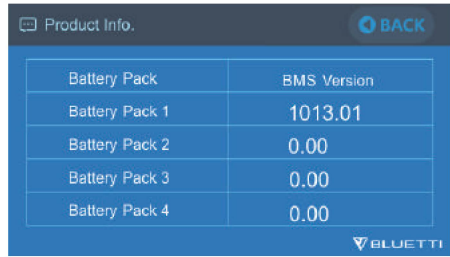 Product Info.
BACK
Battery Pack BMS Version
Battery Pack 1 1013.01
Battery Pack 2 0.00
Battery Pack 3 0.00
Battery Pack 4 0.00
BLUETTI